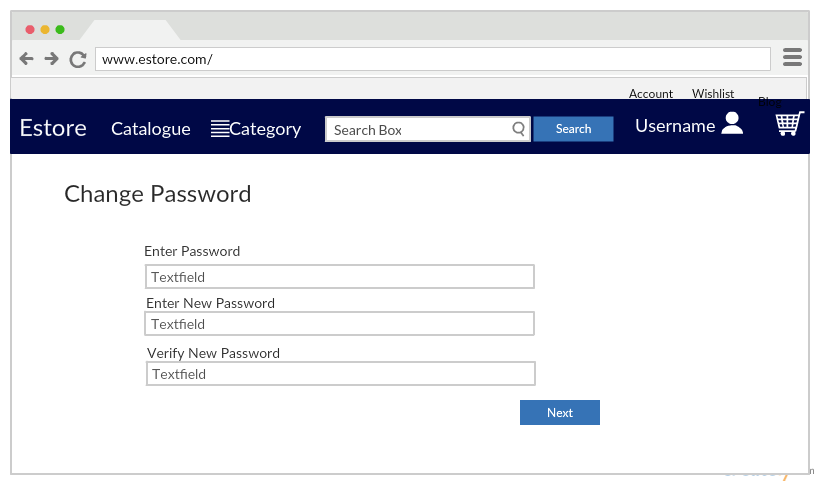 www.estore.com/
Account Wishlist Blog
Estore Catalogue Category Search Box Search Username
Change Password
Enter Password
Textfield
Enter New Password
Textfield
Verify New Password
Textfield
Next